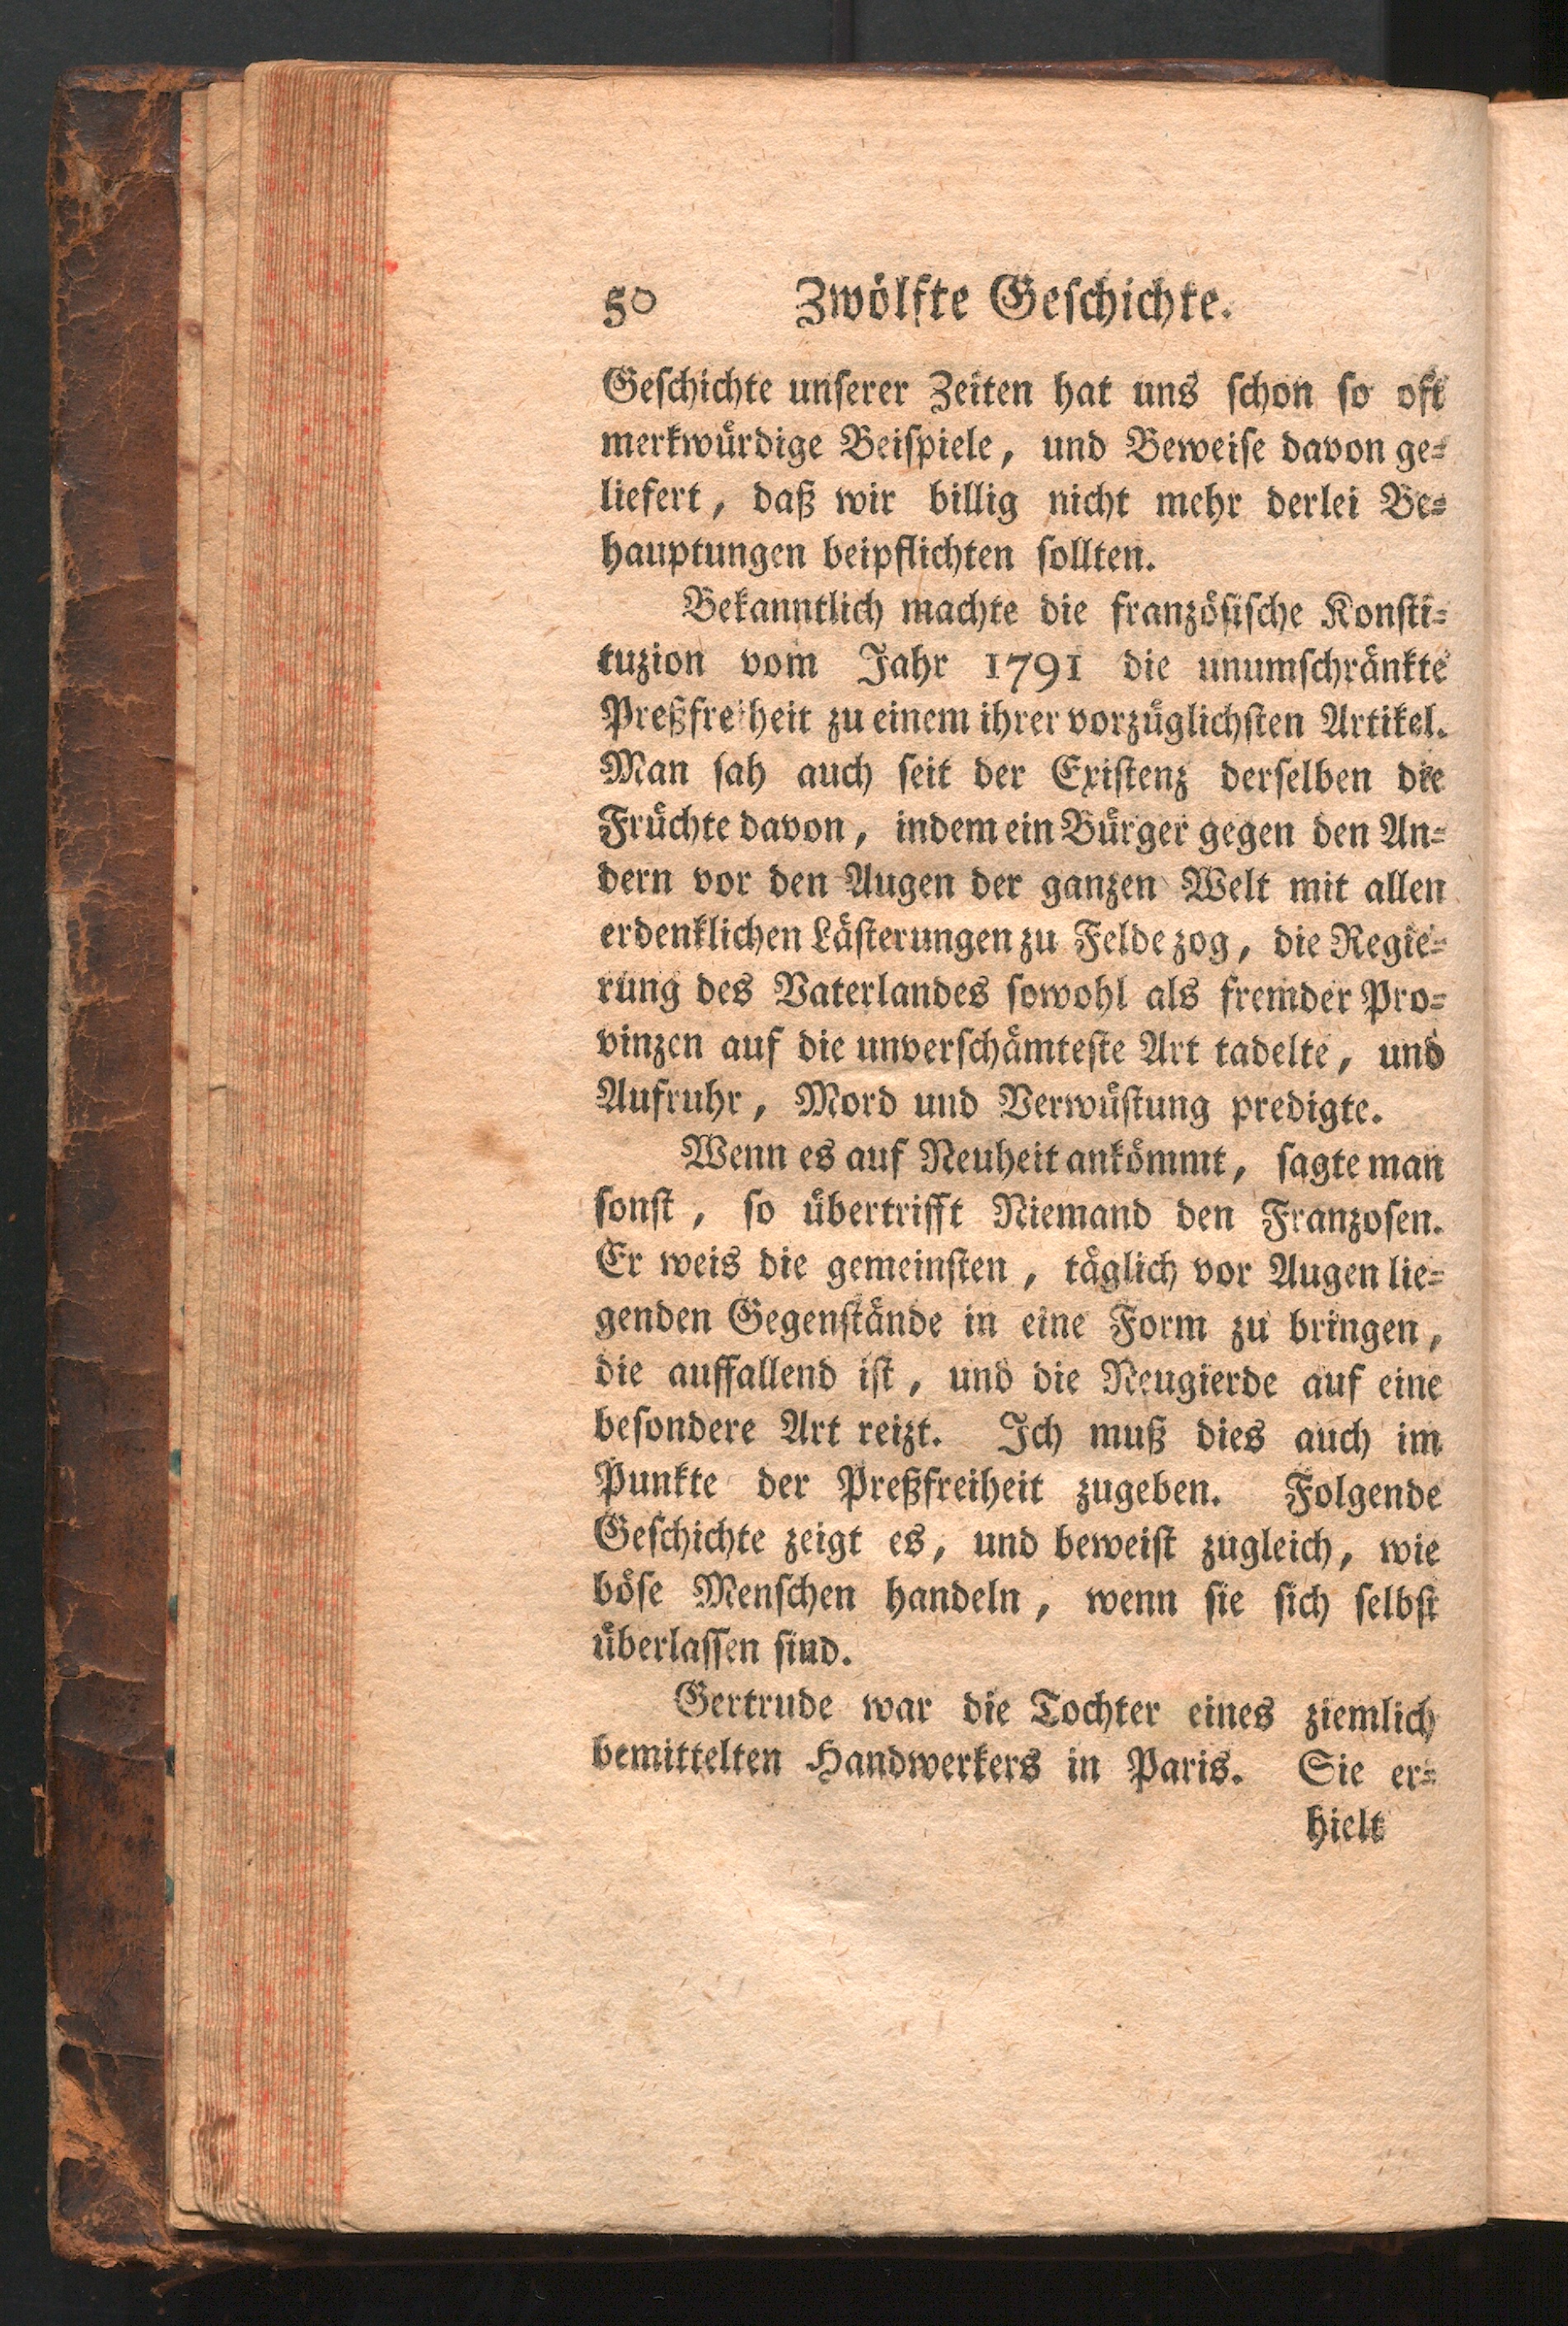 50 Zwölfte Geschichte.
Geschichte unserer Zeiten hat uns schon so oft
merkwürdige Beispiele, und Beweise davon ge=
liefert, daß wir billig nicht mehr derlei Be=
hauptungen beipflichten sollten.
Bekanntlich machte die französische Konsti=
tuzion vom Jahr 1791 die unumschränkte
Preßfreiheit zu einem ihrer vorzüglichsten Artikel.
Man sah auch seit der Existenz derselben die
Früchte davon, indem ein Bürger gegen den An=
dern vor den Augen der ganzen Welt mit allen
erdenklichen Lästerungen zu Felde zog, die Regie=
rung des Vaterlandes sowohl als fremder Pro=
vinzen auf die unverschämteste Art tadelte, und
Aufruhr, Mord und Verwüstung predigte.
Wenn es auf Neuheit ankömmt, sagte man
sonst, so übertrifft Niemand den Franzosen.
Er weis die gemeinsten, täglich vor Augen lie=
genden Gegenstände in eine Form zu bringen,
die auffallend ist, und die Neugierde auf eine
besondere Art reizt. Ich muß dies auch im
Punkte der Preßfreiheit zugeben. Folgende
Geschichte zeigt es, und beweist zugleich, wie
böse Menschen handeln, wenn sie sich selbst
überlassen sind.
Gertrude war die Tochter eines ziemlich
bemittelten Handwerkers in Paris. Sie er=
hielt